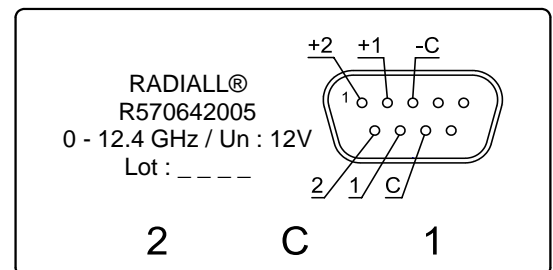 +2 +1 -C
RADIALL®
R570642005
0 - 12.4 GHz / Un : 12V
Lot : _ _ _ _
1
2 1 C
2 C 1